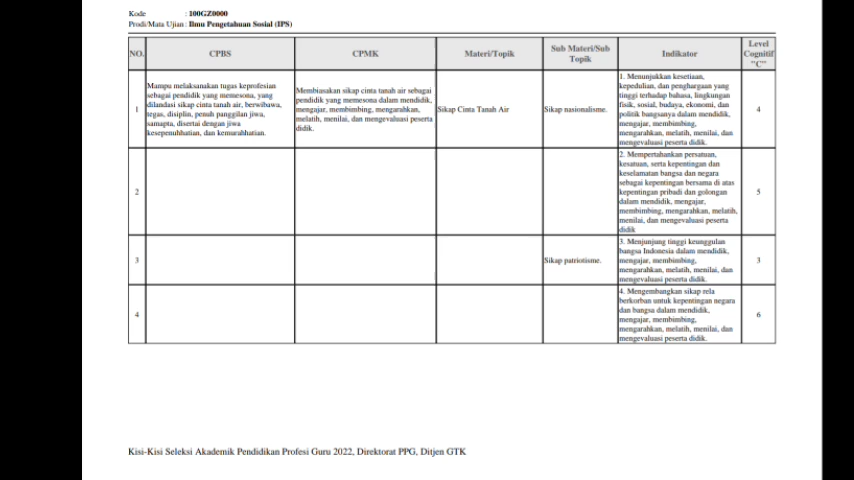 Kode : 100GZ0000
Prodi/Mata Ujian : Ilmu Pengetahuan Sosial (IPS)
NO. CPBS CPMK Materi/Topik Sub Materi/Sub Topik Indikator Level Cognitif "C"
1
Mampu melaksanakan tugas keprofesian
sebagai pendidik yang memesona, yang
dilandasi sikap cinta tanah air, berwibawa,
tegas, disiplin, penuh panggilan jiwa,
samapta, disertai dengan jiwa
kesepenuhhatian, dan kemurahhatian.
Membiasakan sikap cinta tanah air sebagai
pendidik yang memesona dalam mendidik,
mengajar, membimbing, mengarahkan,
melatih, menilai, dan mengevaluasi peserta
didik.
Sikap Cinta Tanah Air
Sikap nasionalisme.
1. Menunjukkan kesetiaan,
kepedulian, dan penghargaan yang
tinggi terhadap bahasa, lingkungan
fisik, sosial, budaya, ekonomi, dan
politik bangsanya dalam mendidik,
mengajar, membimbing,
mengarahkan, melatih, menilai, dan
mengevaluasi peserta didik.
4
2
2. Mempertahankan persatuan,
kesatuan, serta kepentingan dan
keselamatan bangsa dan negara
sebagai kepentingan bersama di atas
kepentingan pribadi dan golongan
dalam mendidik, mengajar,
membimbing, mengarahkan, melatih,
menilai, dan mengevaluasi peserta
didik
5
3
Sikap patriotisme.
3. Menjunjung tinggi keunggulan
bangsa Indonesia dalam mendidik,
mengajar, membimbing,
mengarahkan, melatih, menilai, dan
mengevaluasi peserta didik.
3
4
4. Mengembangkan sikap rela
berkorban untuk kepentingan negara
dan bangsa dalam mendidik,
mengajar, membimbing,
mengarahkan, melatih, menilai, dan
mengevaluasi peserta didik.
6
Kisi-Kisi Seleksi Akademik Pendidikan Profesi Guru 2022, Direktorat PPG, Ditjen GTK